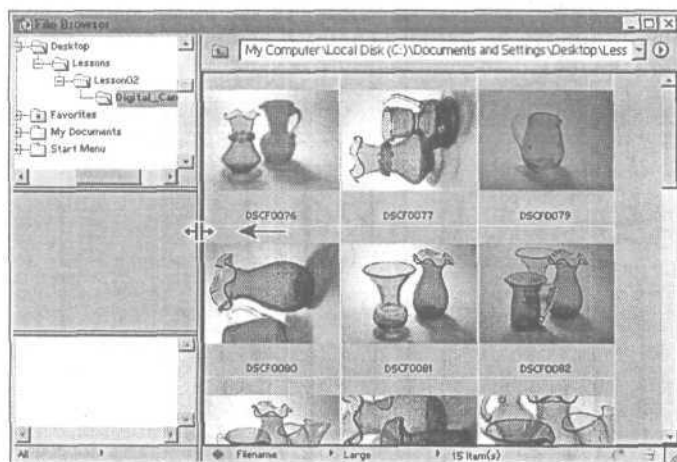 File Browser
Desktop
Lessons
Lesson02
Digital_Cam
Favorites
My Documents
Start Menu
My Computer\Local Disk (C:)\Documents and Settings\Desktop\Less
DSCF0076
DSCF0077
DSCF0079
DSCF0080
DSCF0081
DSCF0082
All
Filename
Large
15 Item(s)